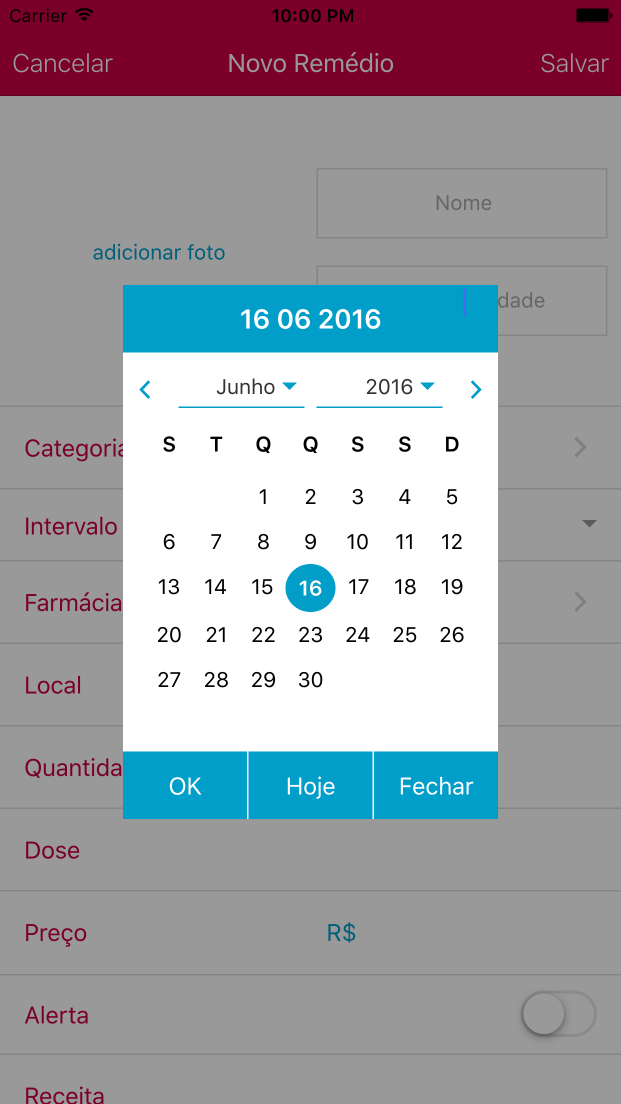 Carrier 10:00 PM
Cancelar Novo Remédio Salvar
Nome
adicionar foto
dade
16 06 2016
Junho 2016
S T Q Q S S D
1 2 3 4 5
6 7 8 9 10 11 12
13 14 15 16 17 18 19
20 21 22 23 24 25 26
27 28 29 30
OK Hoje Fechar
Categoria
Intervalo
Farmácia
Local
Quantida
Dose
Preço R$
Alerta
Receita